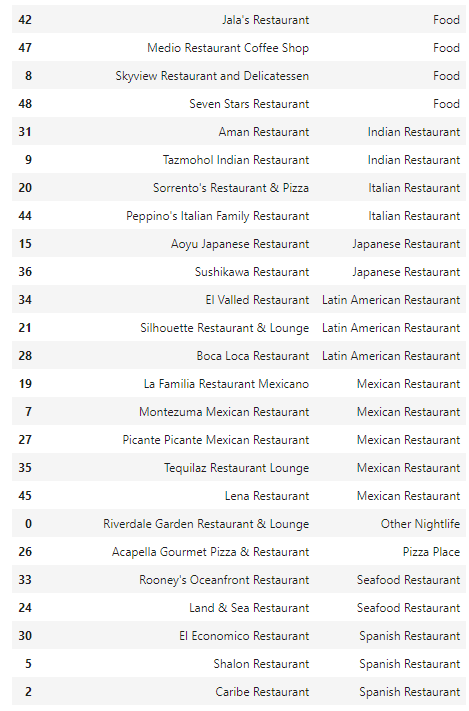 42 Jala's Restaurant Food
47 Medio Restaurant Coffee Shop Food
8 Skyview Restaurant and Delicatessen Food
48 Seven Stars Restaurant Food
31 Aman Restaurant Indian Restaurant
9 Tazmohol Indian Restaurant Indian Restaurant
20 Sorrento's Restaurant & Pizza Italian Restaurant
44 Peppino's Italian Family Restaurant Italian Restaurant
15 Aoyu Japanese Restaurant Japanese Restaurant
36 Sushikawa Restaurant Japanese Restaurant
34 El Valled Restaurant Latin American Restaurant
21 Silhouette Restaurant & Lounge Latin American Restaurant
28 Boca Loca Restaurant Latin American Restaurant
19 La Familia Restaurant Mexicano Mexican Restaurant
7 Montezuma Mexican Restaurant Mexican Restaurant
27 Picante Picante Mexican Restaurant Mexican Restaurant
35 Tequilaz Restaurant Lounge Mexican Restaurant
45 Lena Restaurant Mexican Restaurant
0 Riverdale Garden Restaurant & Lounge Other Nightlife
26 Acapella Gourmet Pizza & Restaurant Pizza Place
33 Rooney's Oceanfront Restaurant Seafood Restaurant
24 Land & Sea Restaurant Seafood Restaurant
30 El Economico Restaurant Spanish Restaurant
5 Shalon Restaurant Spanish Restaurant
2 Caribe Restaurant Spanish Restaurant